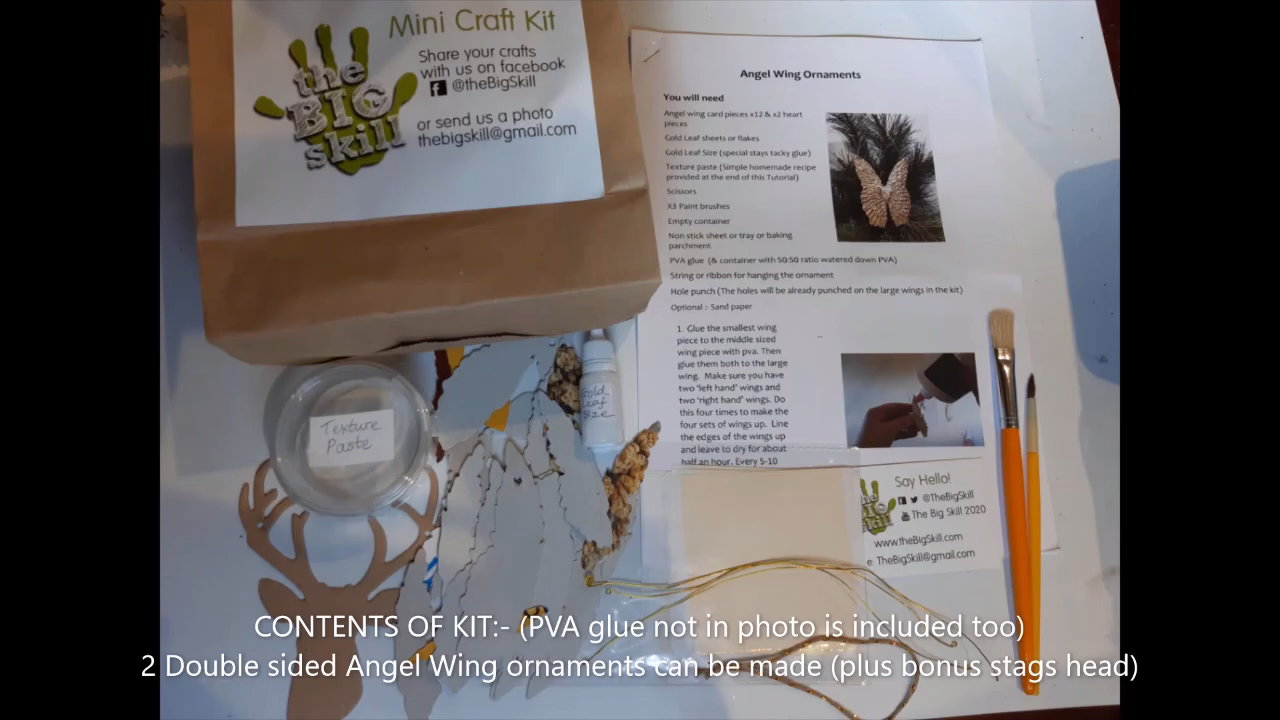 Mini Craft Kit
Share your crafts
with us on facebook
@theBigSkill
or send us a photo
thebigskill@gmail.com
the
BIG
skill
Angel Wing Ornaments
You will need
Angel wing card pieces x12 & x2 heart
pieces
Gold Leaf sheets or flakes
Gold Leaf Size (special stays tacky glue)
Texture paste (Simple homemade recipe
provided at the end of this Tutorial)
Scissors
X3 Paint brushes
Empty container
Non stick sheet or tray or baking
parchment
PVA glue (& container with 50:50 ratio watered down PVA)
String or ribbon for hanging the ornament
Hole punch (The holes will be already punched on the large wings in the kit)
Optional :- Sand paper
1. Glue the smallest wing
piece to the middle sized
wing piece with pva. Then
glue them both to the large
wing. Make sure you have
two 'left hand' wings and
two 'right hand' wings. Do
this four times to make the
four sets of wings up. Line
the edges of the wings up
and leave to dry for about
half an hour. Every 5-10
Gold
Leaf
Size
Texture
Paste
Say Hello!
@TheBigSkill
The Big Skill 2020
www.theBigSkill.com
e: TheBigSkill@gmail.com
the
BIG
skill
CONTENTS OF KIT:- (PVA glue not in photo is included too)
2 Double sided Angel Wing ornaments can be made (plus bonus stags head)